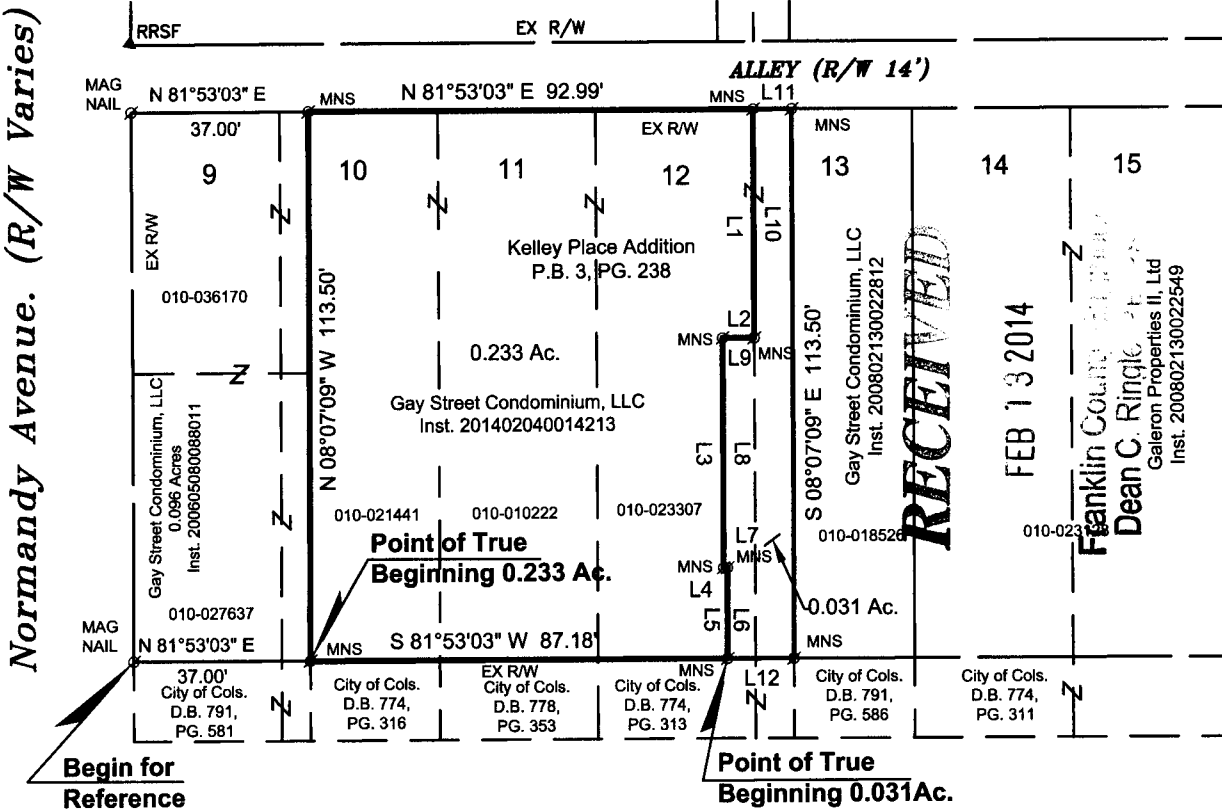 Normandy Avenue. (R/W Varies)
RRSF
EX R/W
ALLEY (R/W 14')
MAG
NAIL
N 81°53'03" E
37.00'
MNS
N 81°53'03" E 92.99'
MNS
L11
EX R/W
MNS
9
10
11
12
13
14
15
EX R/W
Z
Z
Z
Z
Z
L1
L10
Kelley Place Addition
P.B. 3, PG. 238
010-036170
N 08°07'09" W 113.50'
S 08°07'09" E 113.50'
L2
MNS
L9
MNS
0.233 Ac.
Z
Gay Street Condominium, LLC
Inst. 201402040014213
Gay Street Condominium, LLC
0.096 Acres
Inst. 200605080088011
L3
L8
Gay Street Condominium, LLC
Inst. 200802130022812
RECEIVED
FEB 13 2014
Franklin
Dean C. Ringle
Galeron Properties II, Ltd
Inst. 200802130022549
Z
010-021441
010-010222
010-023307
010-018526
L7
MNS
MNS
L4
L5
L6
0.031 Ac.
Point of True
Beginning 0.233 Ac.
010-027637
MAG
NAIL
N 81°53'03" E
37.00'
MNS
S 81°53'03" W 87.18'
EX R/W
MNS
L12
MNS
City of Cols.
D.B. 791,
PG. 581
Z
City of Cols.
D.B. 774,
PG. 316
City of Cols.
D.B. 778,
PG. 353
City of Cols.
D.B. 774,
PG. 313
Z
City of Cols.
D.B. 791,
PG. 586
City of Cols.
D.B. 774,
PG. 311
Z
Begin for
Reference
Point of True
Beginning 0.031Ac.